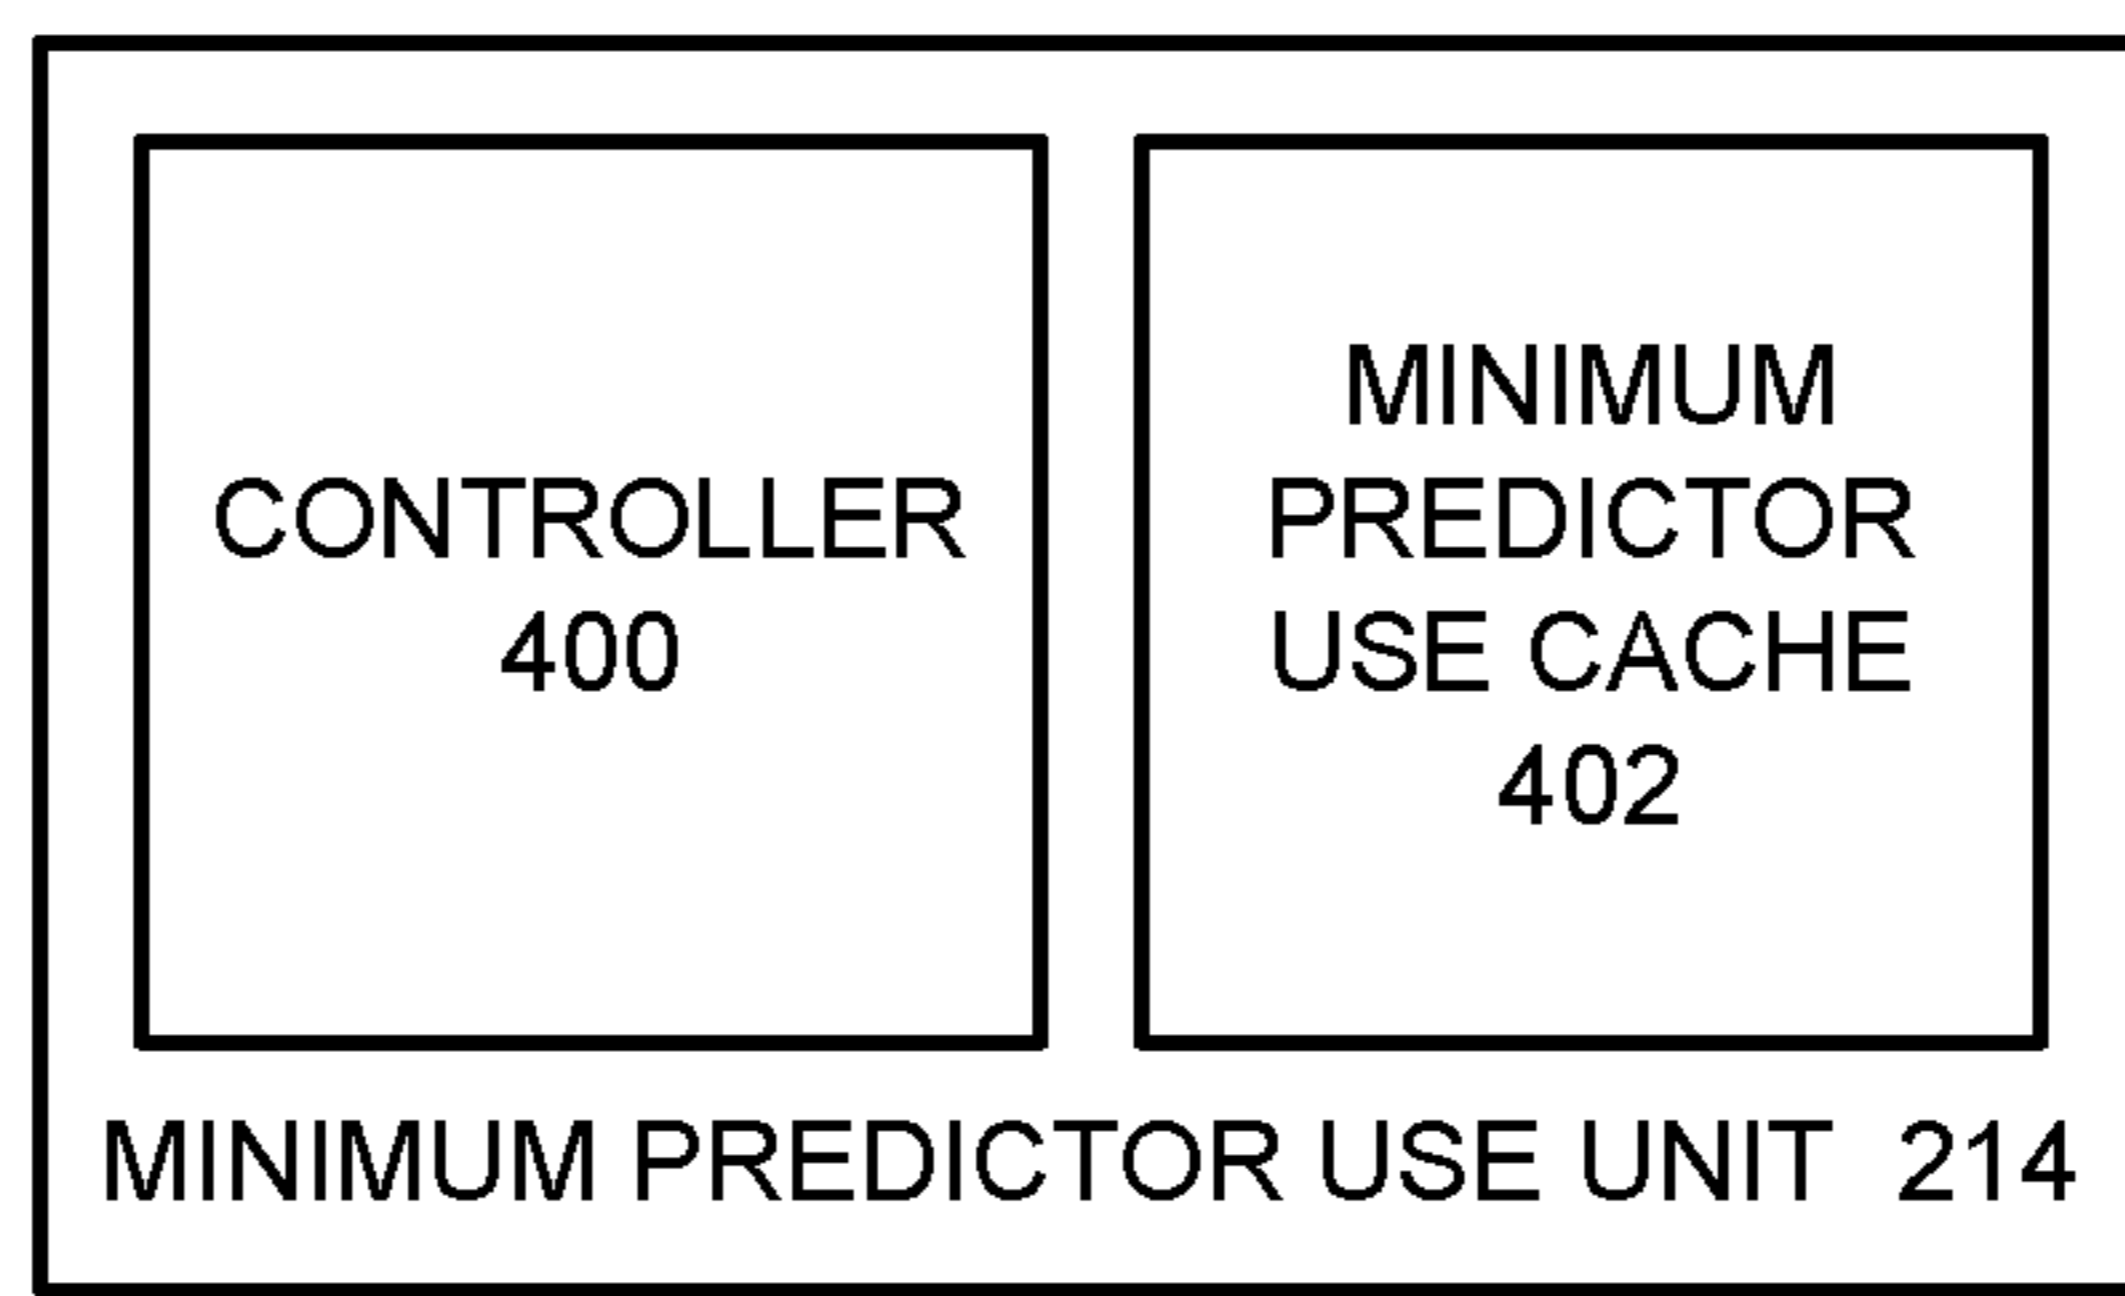 CONTROLLER
400
MINIMUM
PREDICTOR
USE CACHE
402
MINIMUM PREDICTOR USE UNIT 214